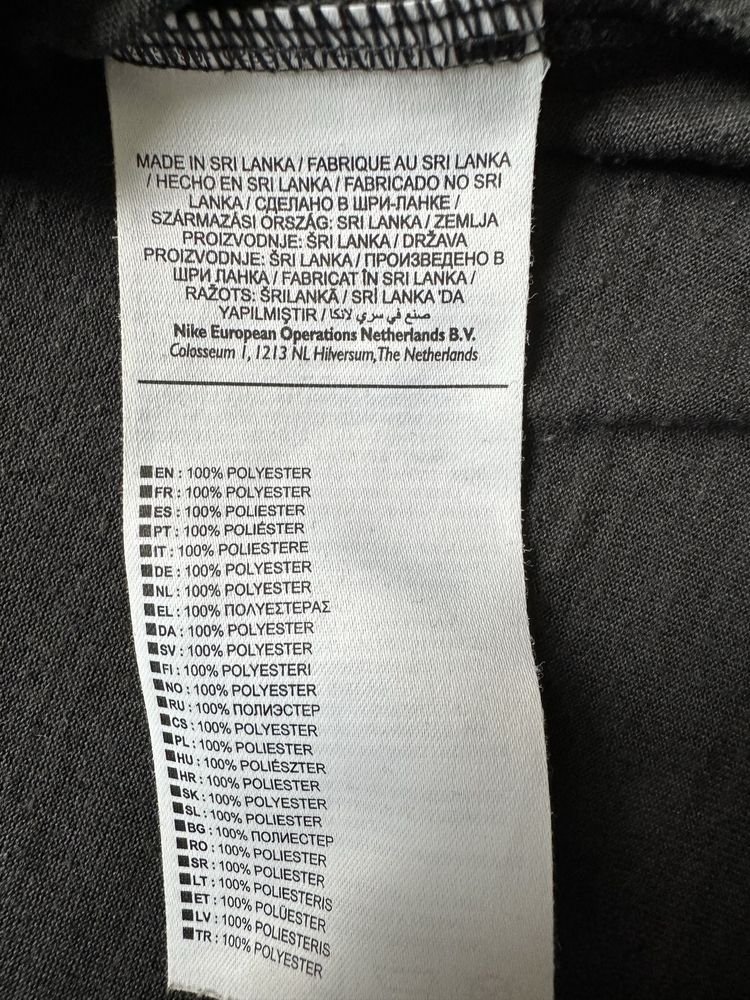 MADE IN SRI LANKA / FABRIQUE AU SRI LANKA
/ HECHO EN SRI LANKA / FABRICADO NO SRI
LANKA / СДЕЛАНО В ШРИ-ЛАНКЕ /
SZÁRMAZÁSI ORSZÁG: SRI LANKA / ZEMLJA
PROIZVODNJE: ŠRI LANKA / DRŽAVA
PROIZVODNJE: ŠRI LANKA / ПРОИЗВЕДЕНО В
ШРИ ЛАНКА / FABRICAT ÎN SRI LANKA /
RAŽOTS: ŠRILANKĀ / SRİ LANKA 'DA
YAPILMIŞTIR / صنع في سري لانكا
Nike European Operations Netherlands B.V.
Colosseum 1, 1213 NL Hilversum, The Netherlands
EN : 100% POLYESTER
FR : 100% POLYESTER
ES : 100% POLIESTER
PT : 100% POLIÉSTER
IT : 100% POLIESTERE
DE : 100% POLYESTER
NL : 100% POLYESTER
EL : 100% ΠΟΛΥΕΣΤΕΡΑΣ
DA : 100% POLYESTER
SV : 100% POLYESTER
FI : 100% POLYESTERI
NO : 100% POLYESTER
RU : 100% ПОЛИЭСТЕР
CS : 100% POLYESTER
PL : 100% POLIESTER
HU : 100% POLIÉSZTER
HR : 100% POLIESTER
SK : 100% POLYESTER
SL : 100% POLIESTER
BG : 100% ПОЛИЕСТЕР
RO : 100% POLIESTER
SR : 100% POLIESTER
LT : 100% POLIESTERIS
ET : 100% POLÜESTER
LV : 100% POLIESTERIS
TR : 100% POLYESTER